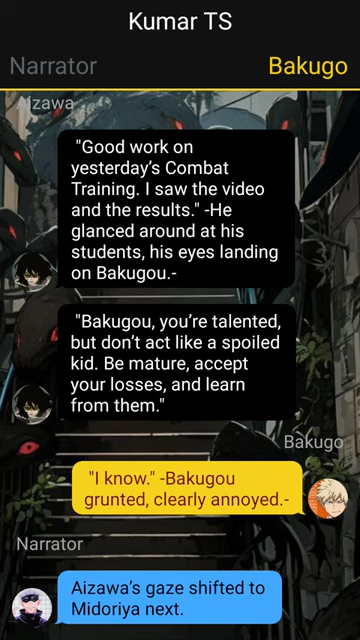 Kumar TS
Narrator Bakugo
Aizawa
"Good work on
yesterday’s Combat
Training. I saw the video
and the results." -He
glanced around at his
students, his eyes landing
on Bakugou.-
"Bakugou, you’re talented,
but don’t act like a spoiled
kid. Be mature, accept
your losses, and learn
from them."
Bakugo
"I know." -Bakugou
grunted, clearly annoyed.-
Narrator
Aizawa’s gaze shifted to
Midoriya next.